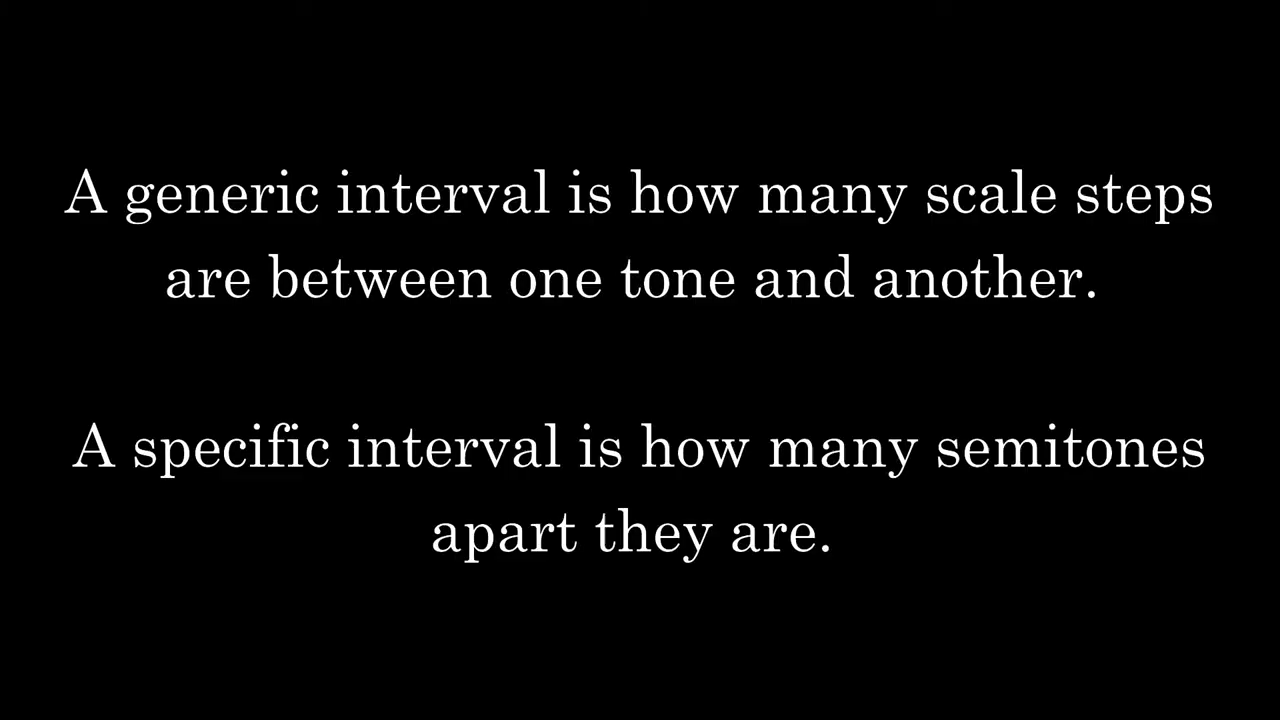 A generic interval is how many scale steps
are between one tone and another.
A specific interval is how many semitones
apart they are.